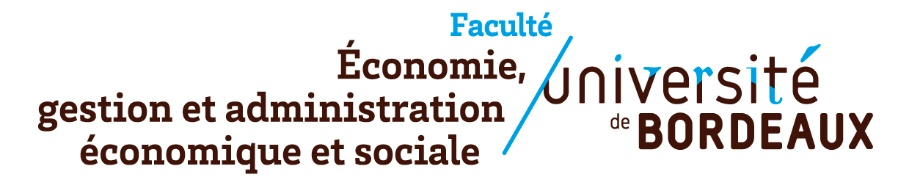 Faculté
Économie,
gestion et administration
économique et sociale
université
de BORDEAUX